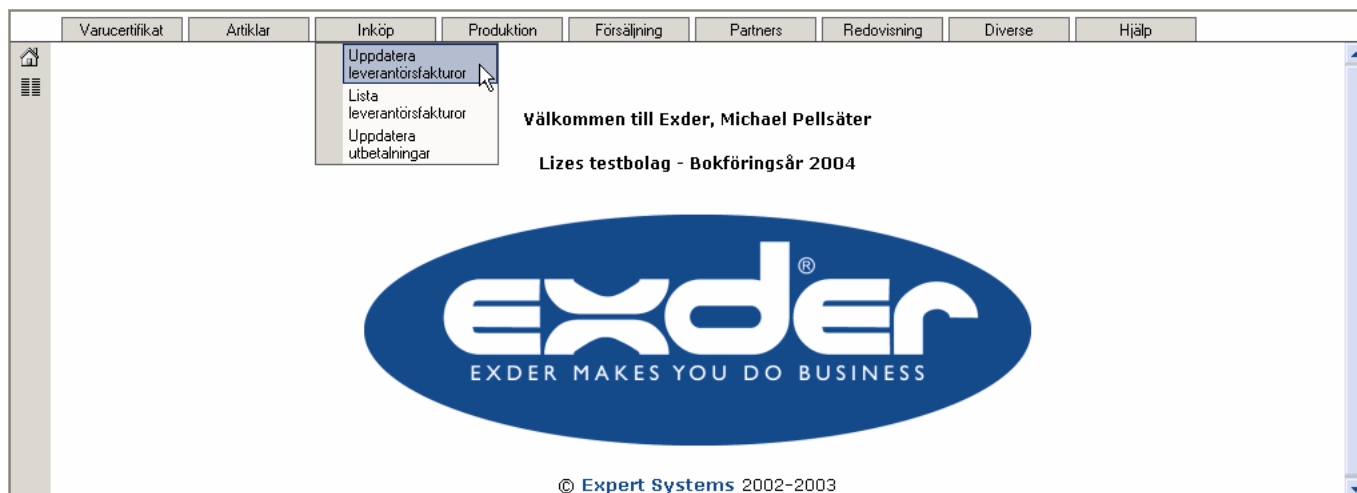 Varucertifikat Artiklar Inköp Produktion Försäljning Partners Redovisning Diverse Hjälp
Uppdatera
leverantörsfakturor
Lista
leverantörsfakturor
Uppdatera
utbetalningar
Välkommen till Exder, Michael Pellsäter
Lizes testbolag - Bokföringsår 2004
exder®
EXDER MAKES YOU DO BUSINESS
© Expert Systems 2002-2003